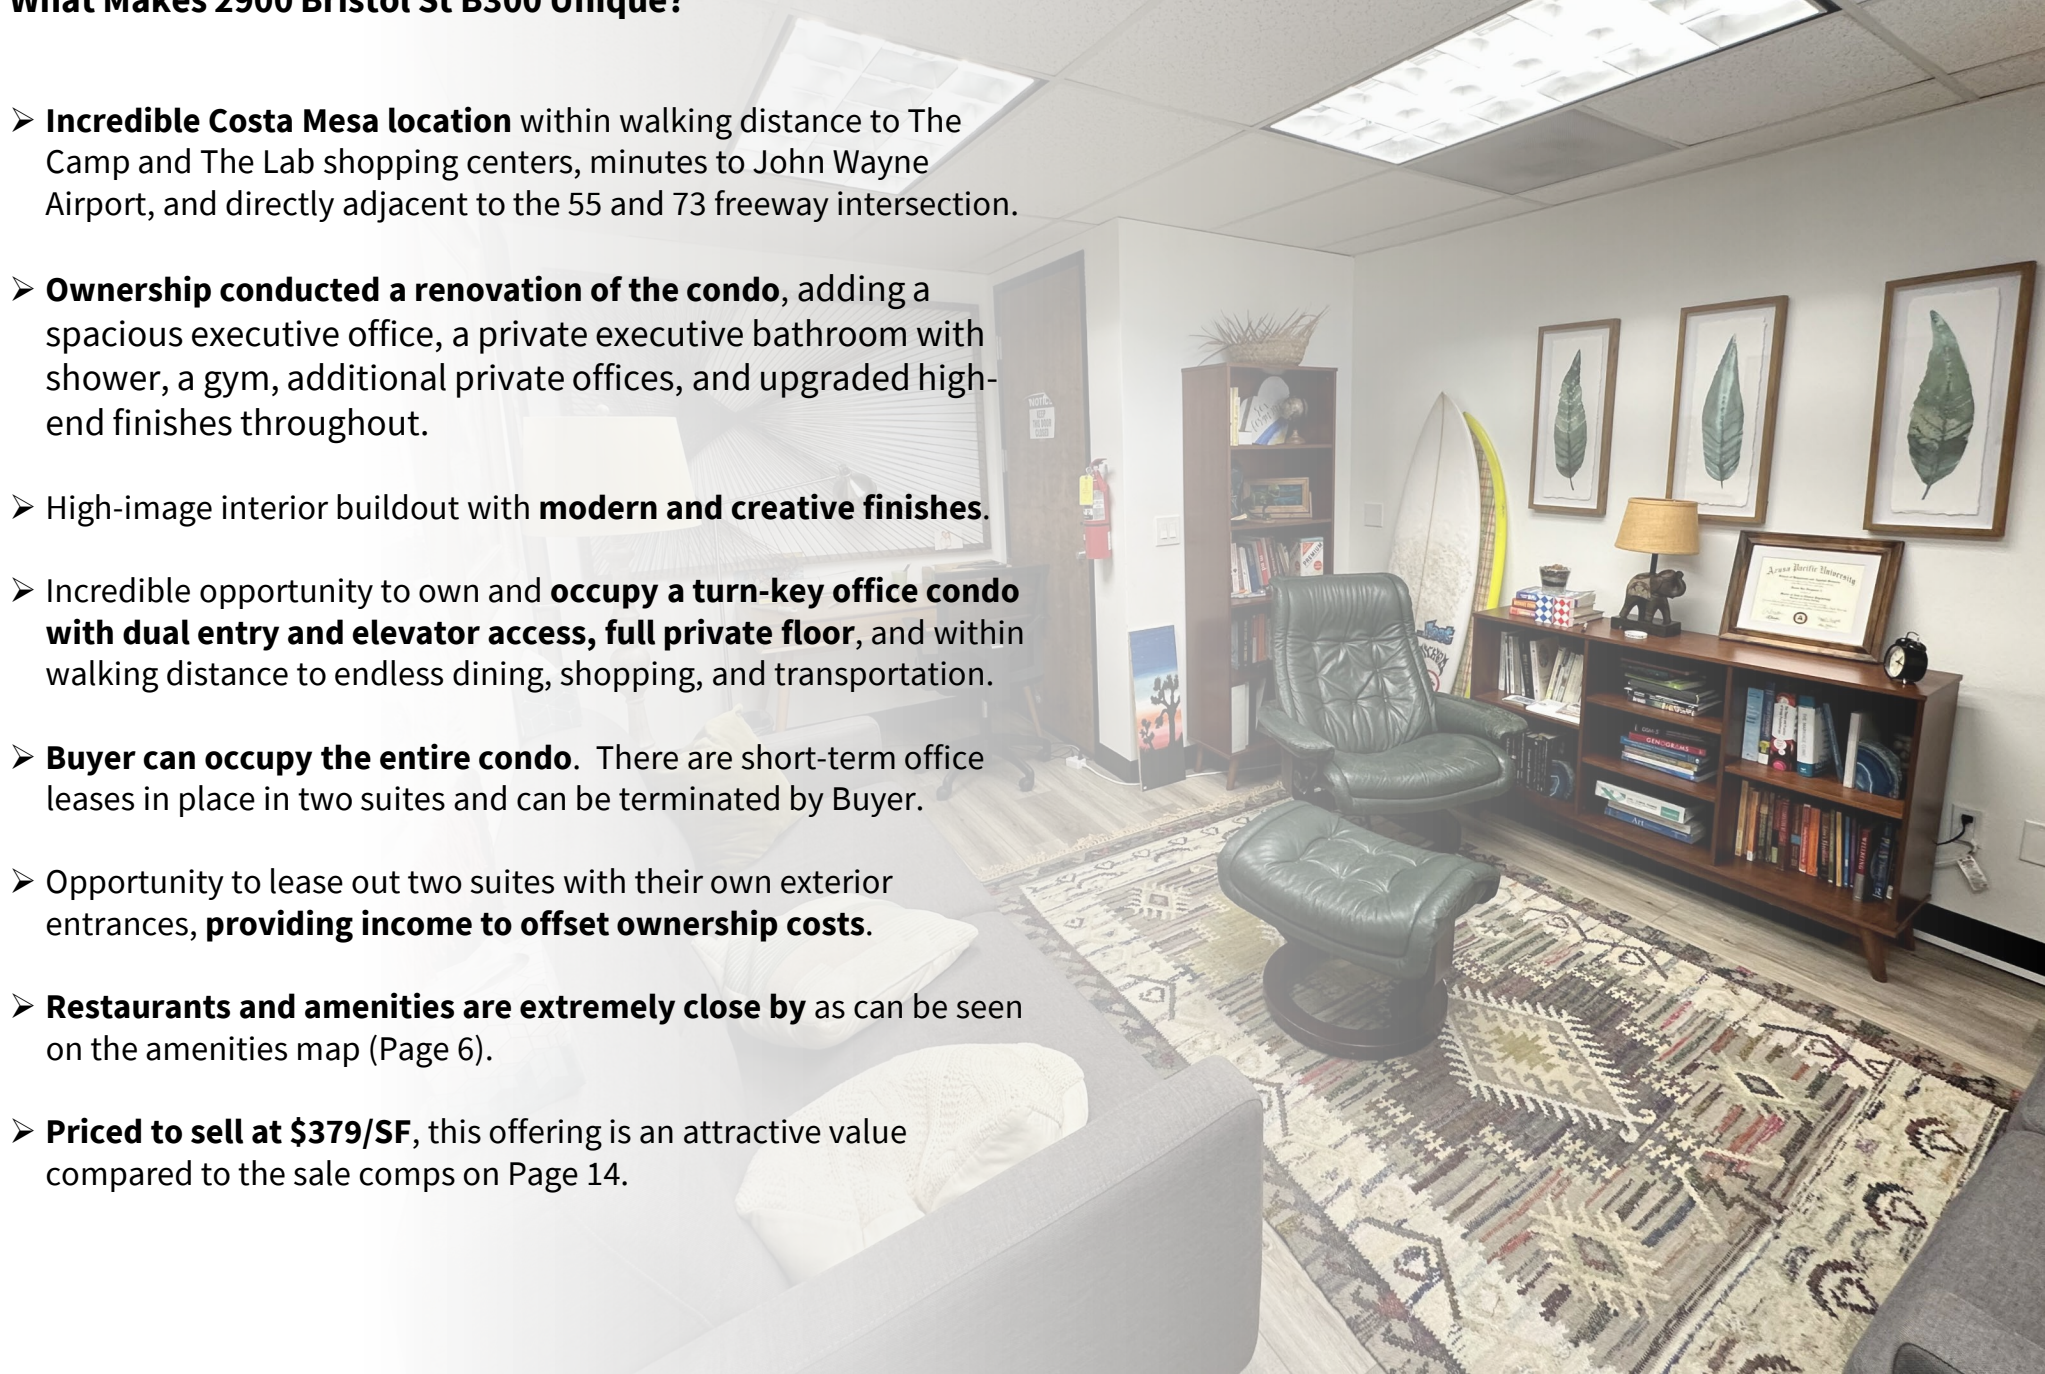 What Makes 2900 Bristol St B300 Unique?
➢ Incredible Costa Mesa location within walking distance to The
Camp and The Lab shopping centers, minutes to John Wayne
Airport, and directly adjacent to the 55 and 73 freeway intersection.
➢ Ownership conducted a renovation of the condo, adding a
spacious executive office, a private executive bathroom with
shower, a gym, additional private offices, and upgraded high-
end finishes throughout.
➢ High-image interior buildout with modern and creative finishes.
➢ Incredible opportunity to own and occupy a turn-key office condo
with dual entry and elevator access, full private floor, and within
walking distance to endless dining, shopping, and transportation.
➢ Buyer can occupy the entire condo.  There are short-term office
leases in place in two suites and can be terminated by Buyer.
➢ Opportunity to lease out two suites with their own exterior
entrances, providing income to offset ownership costs.
➢ Restaurants and amenities are extremely close by as can be seen
on the amenities map (Page 6).
➢ Priced to sell at $379/SF, this offering is an attractive value
compared to the sale comps on Page 14.
NOTICE
KEEP
THIS DOOR
CLOSED
PREMIUM
Azusa Pacific University
GENOGRAMS
Art